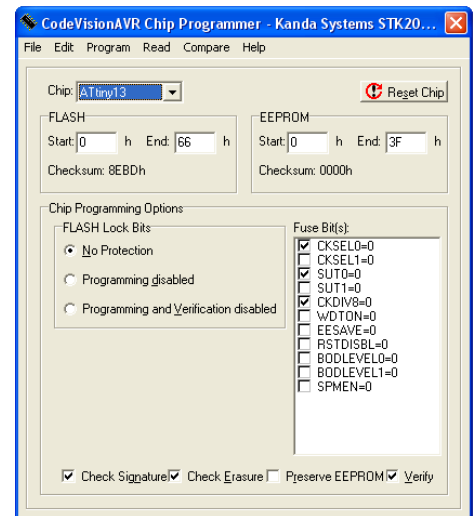 CodeVisionAVR Chip Programmer - Kanda Systems STK20...
File Edit Program Read Compare Help
Chip: ATtiny13
Reset Chip
FLASH
Start: 0 h End: 66 h
Checksum: 8EBDh
EEPROM
Start: 0 h End: 3F h
Checksum: 0000h
Chip Programming Options
FLASH Lock Bits
No Protection
Programming disabled
Programming and Verification disabled
Fuse Bit(s):
CKSEL0=0
CKSEL1=0
SUT0=0
SUT1=0
CKDIV8=0
WDTON=0
EESAVE=0
RSTDISBL=0
BODLEVEL0=0
BODLEVEL1=0
SPMEN=0
Check Signature Check Erasure Preserve EEPROM Verify